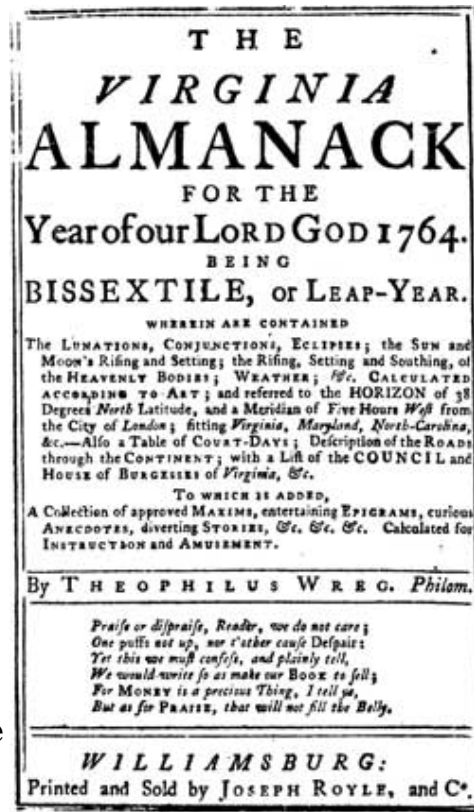 THE
VIRGINIA
ALMANACK
FOR THE
Year of our LORD GOD 1764.
BEING
BISSEXTILE, or LEAP-YEAR.
WHEREIN ARE CONTAINED
The LUNATIONS, CONJUNCTIONS, ECLIPSES; the SUN and
MOON's Rising and Setting; the Rising, Setting and Southing, of
the HEAVENLY BODIES; WEATHER; &c. CALCULATED
ACCORDING TO ART; and referred to the HORIZON of 38
Degrees North Latitude, and a Meridian of Five Hours West from
the City of London; fitting Virginia, Maryland, North-Carolina,
&c.—Also a Table of COURT-DAYS; Description of the ROADS
through the CONTINENT; with a List of the COUNCIL and
HOUSE of BURGESSES of Virginia, &c.
TO WHICH IS ADDED,
A Collection of approved MAXIMS, entertaining EPIGRAMS, curious
ANECDOTES, diverting STORIES, &c. &c. &c. Calculated for
INSTRUCTION and AMUSEMENT.
By THEOPHILUS WREG. Philom.
Praise or dispraise, Reader, we do not care;
One puffs not up, nor t'other cause Despair:
Yet this we must confess, and plainly tell,
We would write so as make our BOOK to sell;
For MONEY is a precious Thing, I tell ye,
But as for PRAISE, that will not fill the Belly.
e
WILLIAMSBURG:
Printed and Sold by JOSEPH ROYLE, and Co.